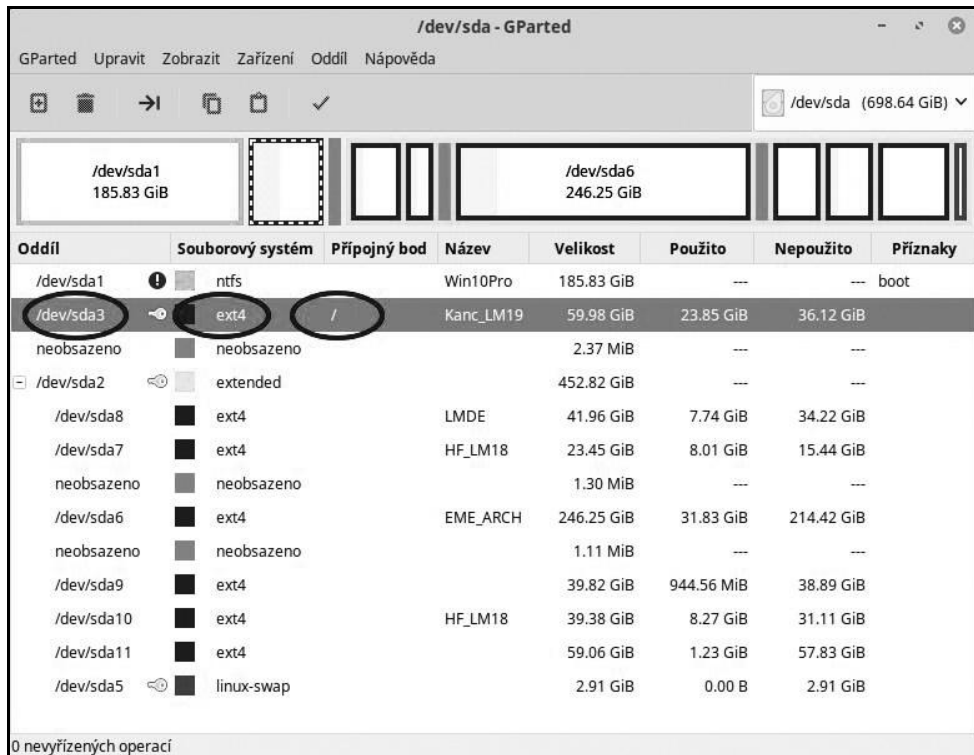 /dev/sda - GParted
GParted Upravit Zobrazit Zařízení Oddíl Nápověda
/dev/sda (698.64 GiB)
/dev/sda1 /dev/sda6
185.83 GiB 246.25 GiB
Oddíl Souborový systém Přípojný bod Název Velikost Použito Nepoužito Příznaky
/dev/sda1 ntfs Win10Pro 185.83 GiB --- --- boot
/dev/sda3 ext4 / Kanc_LM19 59.98 GiB 23.85 GiB 36.12 GiB
neobsazeno neobsazeno 2.37 MiB --- ---
/dev/sda2 extended 452.82 GiB --- ---
/dev/sda8 ext4 LMDE 41.96 GiB 7.74 GiB 34.22 GiB
/dev/sda7 ext4 HF_LM18 23.45 GiB 8.01 GiB 15.44 GiB
neobsazeno neobsazeno 1.30 MiB --- ---
/dev/sda6 ext4 EME_ARCH 246.25 GiB 31.83 GiB 214.42 GiB
neobsazeno neobsazeno 1.11 MiB --- ---
/dev/sda9 ext4 39.82 GiB 944.56 MiB 38.89 GiB
/dev/sda10 ext4 HF_LM18 39.38 GiB 8.27 GiB 31.11 GiB
/dev/sda11 ext4 59.06 GiB 1.23 GiB 57.83 GiB
/dev/sda5 linux-swap 2.91 GiB 0.00 B 2.91 GiB
0 nevyřízených operací